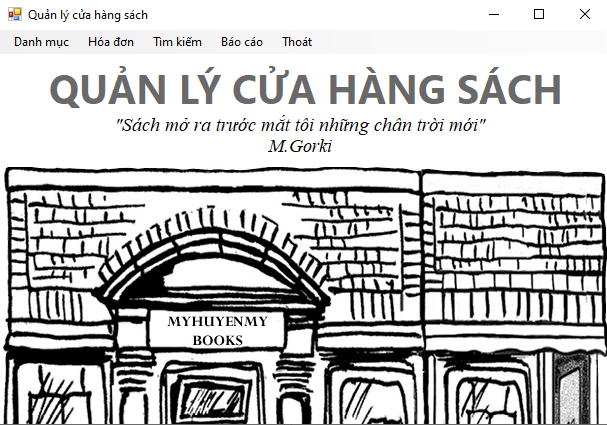 Quản lý cửa hàng sách
Danh mục Hóa đơn Tìm kiếm Báo cáo Thoát
QUẢN LÝ CỬA HÀNG SÁCH
"Sách mở ra trước mắt tôi những chân trời mới"
M.Gorki
MYHUYENMY
BOOKS